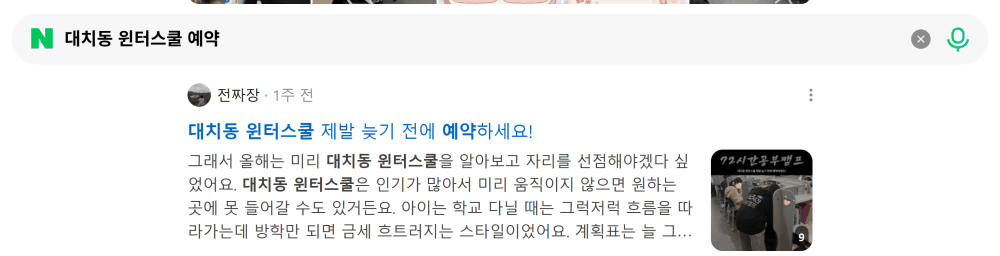 N 대치동 윈터스쿨 예약
전짜장 · 1주 전
대치동 윈터스쿨 제발 늦기 전에 예약하세요!
그래서 올해는 미리 대치동 윈터스쿨을 알아보고 자리를 선점해야겠다 싶
었어요. 대치동 윈터스쿨은 인기가 많아서 미리 움직이지 않으면 원하는
곳에 못 들어갈 수도 있거든요. 아이는 학교 다닐 때는 그럭저럭 흐름을 따
라가는데 방학만 되면 금세 흐트러지는 스타일이었어요. 계획표는 늘 그...
72시간공부캠프
9